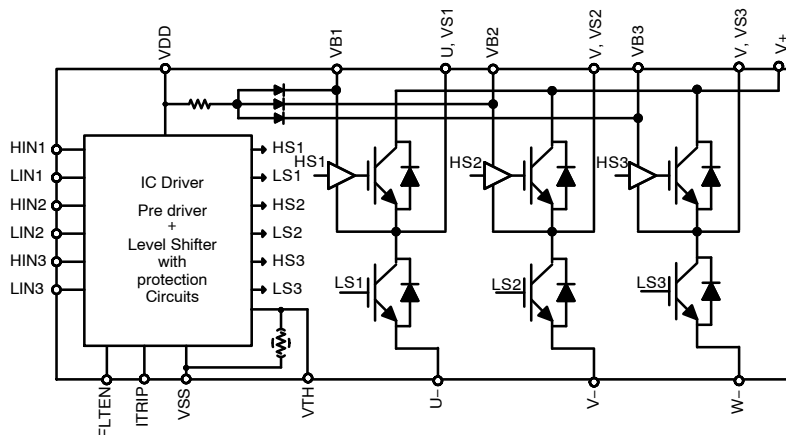 VDD
VB1
U, VS1
VB2
V, VS2
VB3
V, VS3
V+
HIN1
LIN1
HIN2
LIN2
HIN3
LIN3
IC Driver
Pre driver
+
Level Shifter
with
protection
Circuits
HS1
LS1
HS2
LS2
HS3
LS3
HS1
HS2
HS3
LS1
LS2
LS3
FLTEN
ITRIP
VSS
VTH
U−
V−
W−